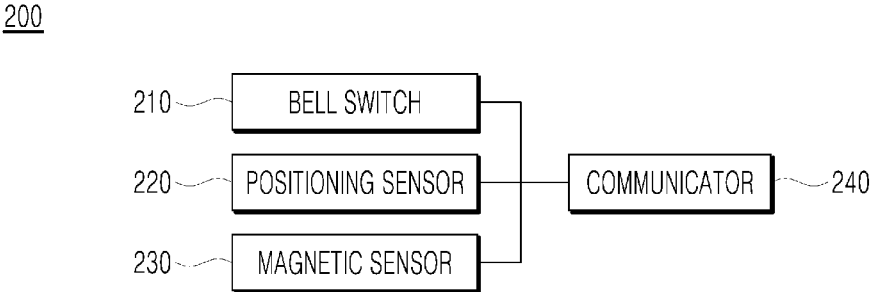 200
210 BELL SWITCH
220 POSITIONING SENSOR COMMUNICATOR 240
230 MAGNETIC SENSOR